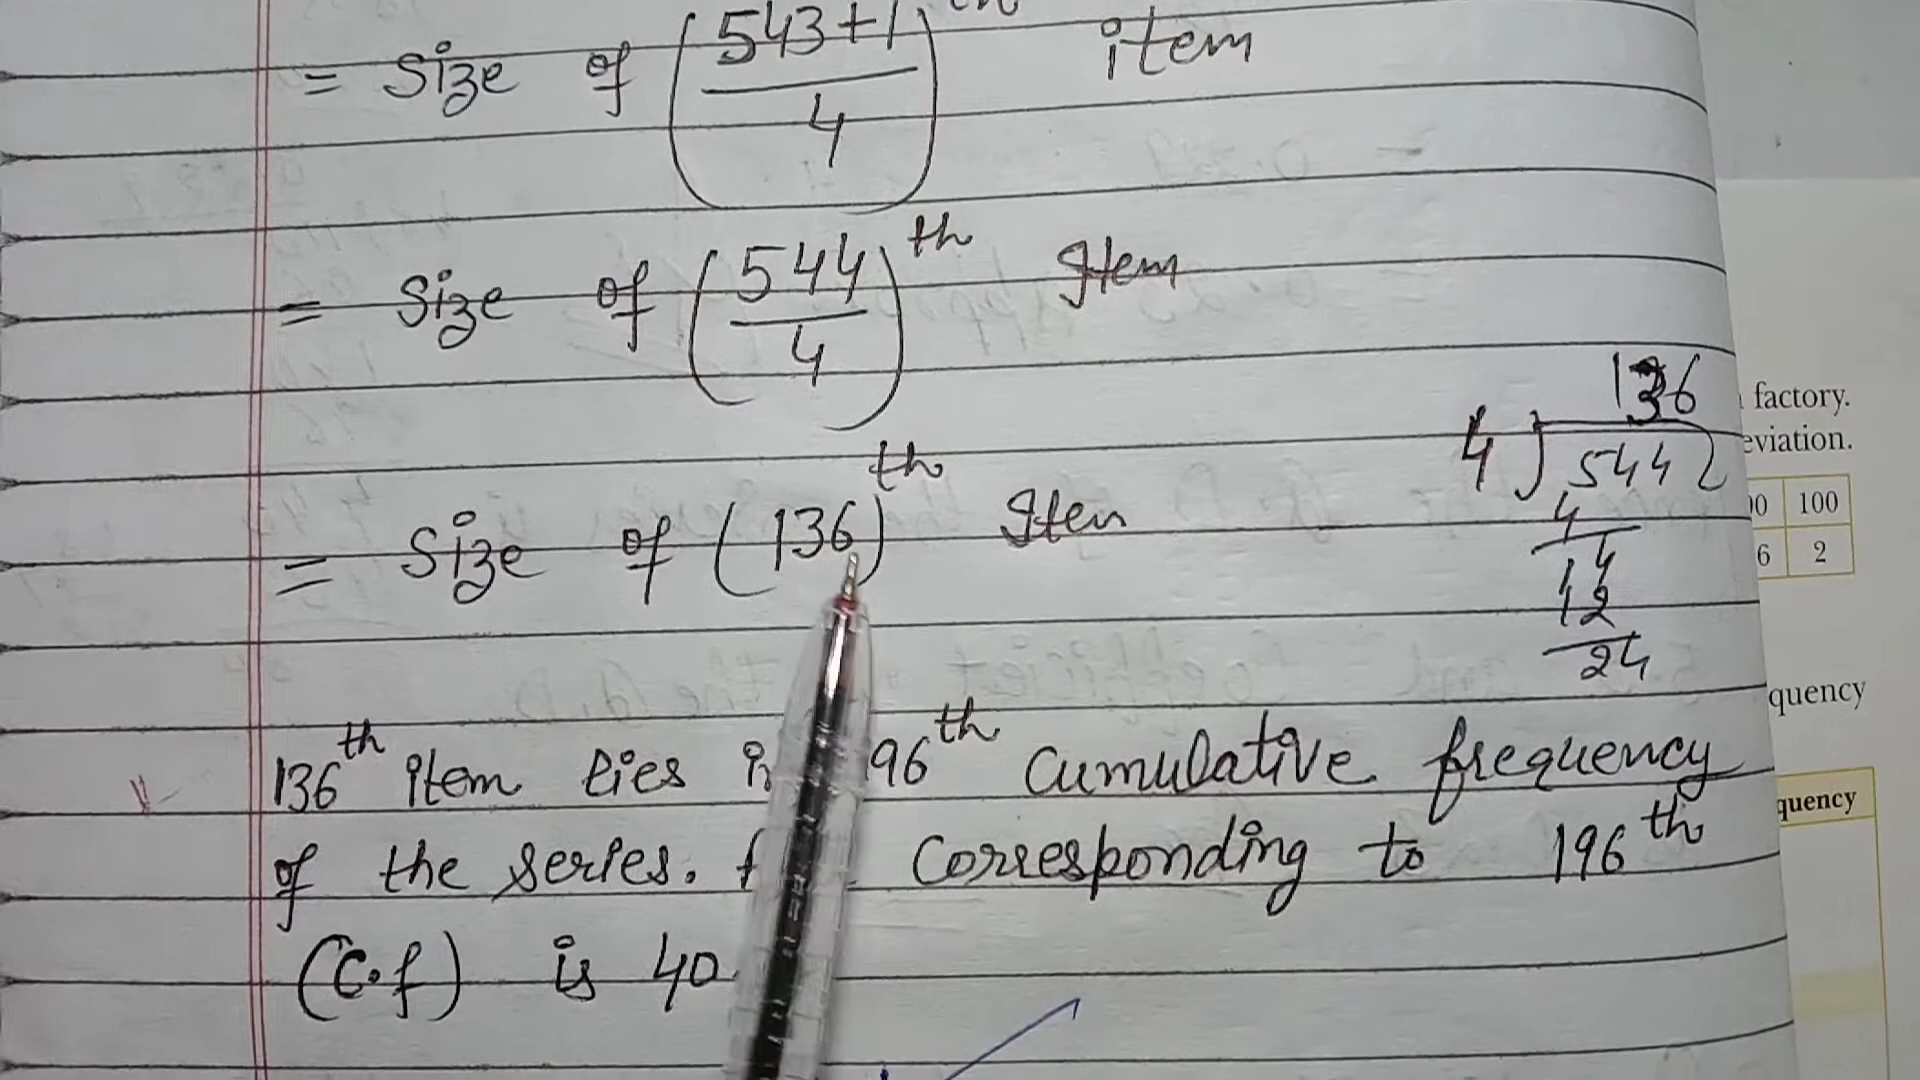 = Size of (543+1/4)th item
= Size of (544/4)th Item
136
4)544(
4
14
12
24
= Size of (136)th Item
136th item lies 96th Cumulative frequency
of the series. Corresponding to 196th
(C.f) is 40
factory.
eviation.
00 100
6 2
quency
quency